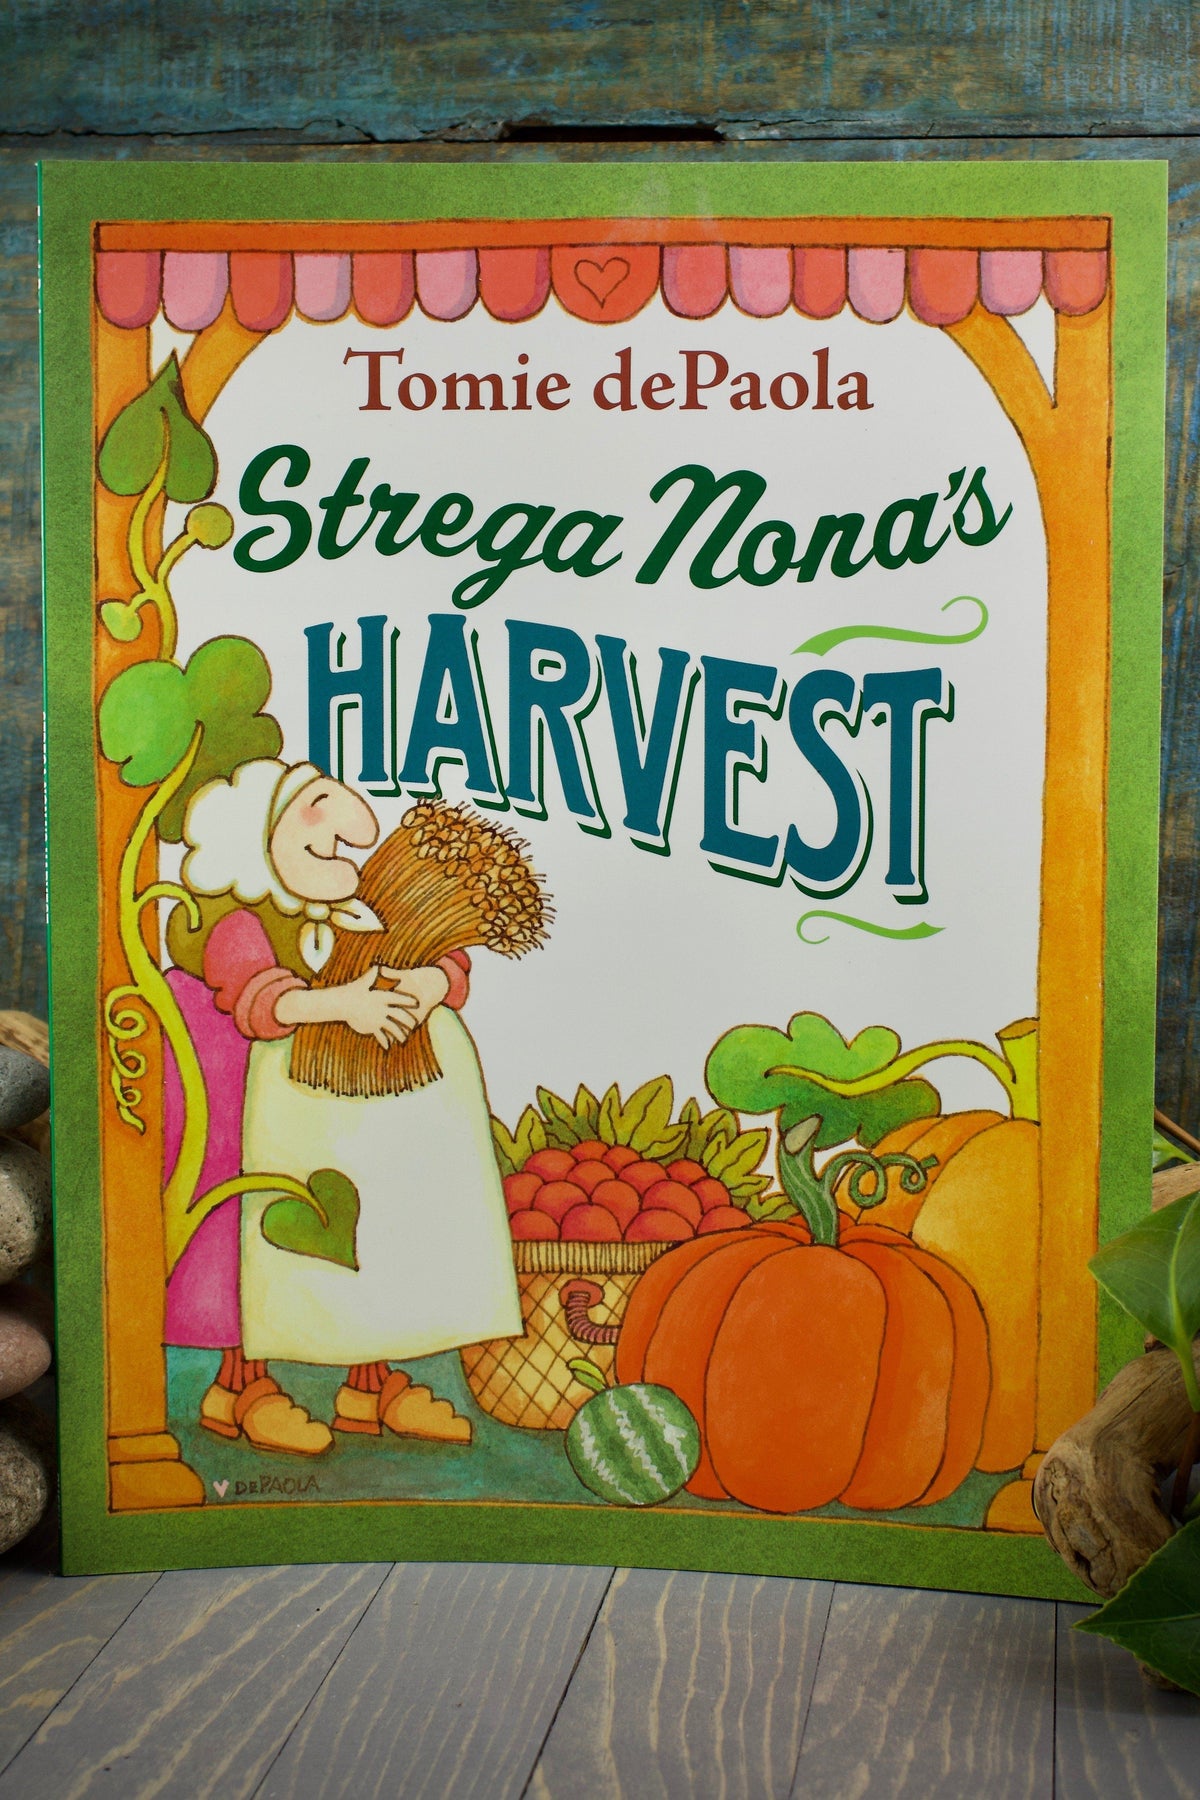 Tomie dePaola
Strega Nona's
HARVEST
DEPAOLA